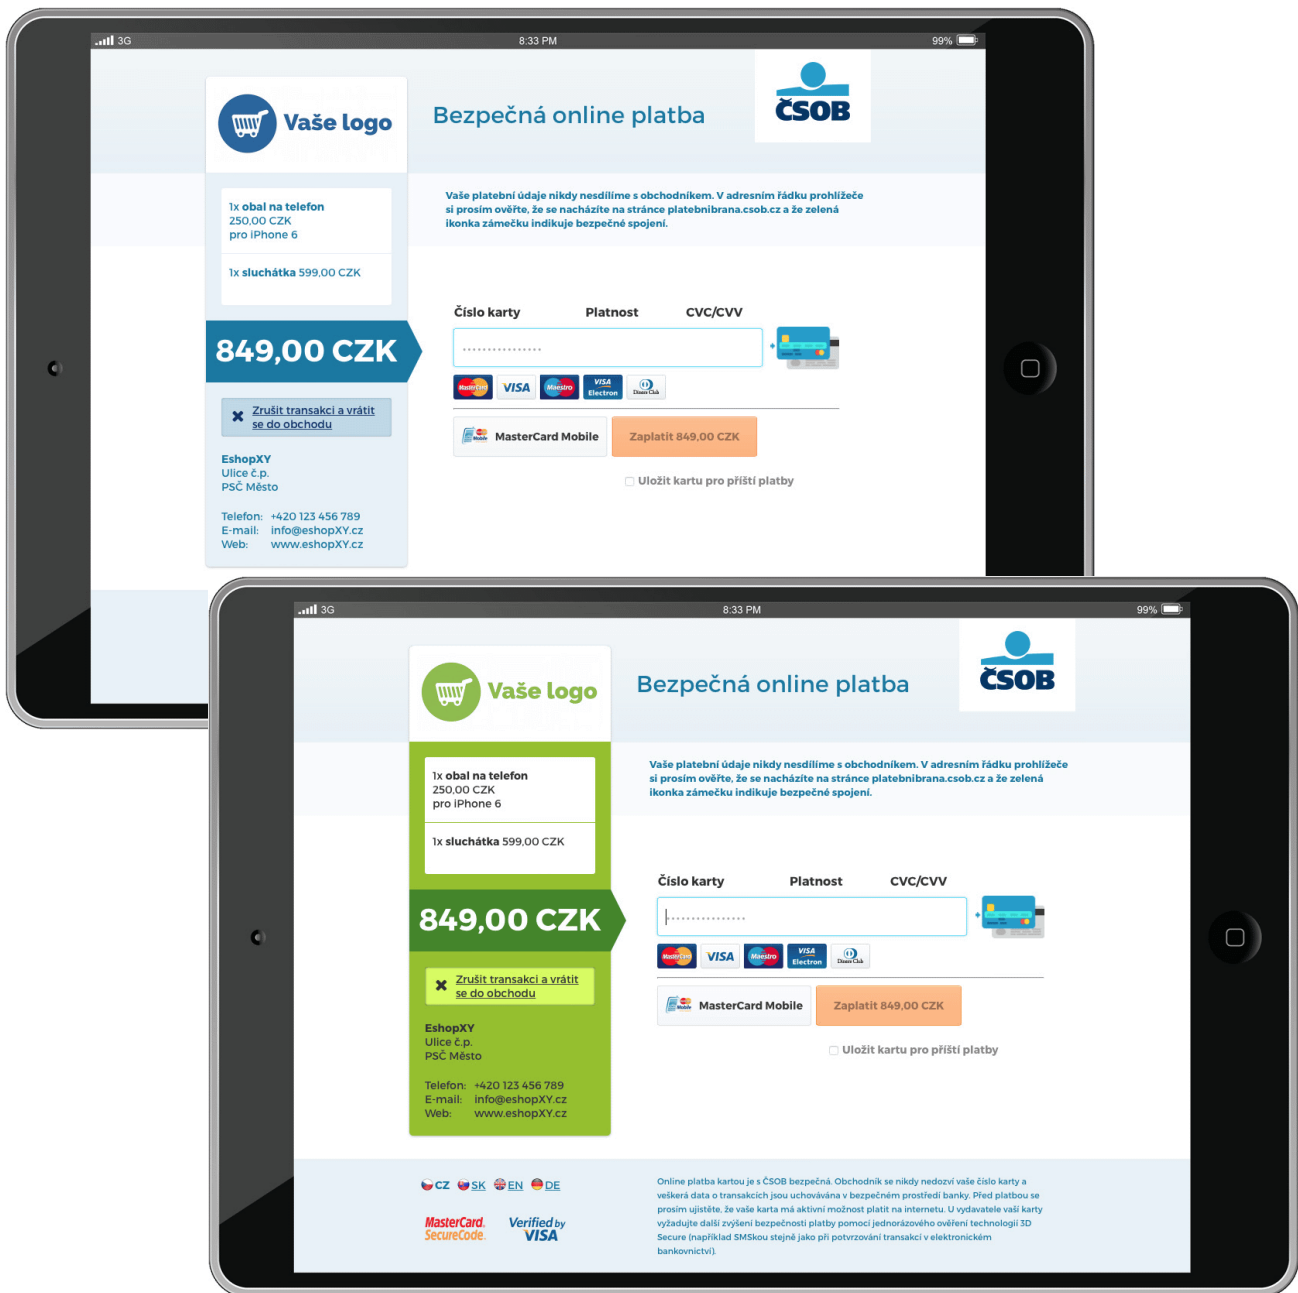 3G
8:33 PM
99%
Vaše logo
Bezpečná online platba
ČSOB
1x obal na telefon
250,00 CZK
pro iPhone 6
1x sluchátka 599,00 CZK
Vaše platební údaje nikdy nesdílíme s obchodníkem. V adresním řádku prohlížeče
si prosím ověřte, že se nacházíte na stránce platebnibrana.csob.cz a že zelená
ikonka zámečku indikuje bezpečné spojení.
849,00 CZK
Číslo karty Platnost CVC/CVV
MasterCard VISA Maestro VISA Electron Diners Club
Zrušit transakci a vrátit
se do obchodu
MasterCard Mobile
Zaplatit 849,00 CZK
Uložit kartu pro příští platby
EshopXY
Ulice č.p.
PSČ Město
Telefon: +420 123 456 789
E-mail: info@eshopXY.cz
Web: www.eshopXY.cz
3G
8:33 PM
99%
Vaše logo
Bezpečná online platba
ČSOB
1x obal na telefon
250,00 CZK
pro iPhone 6
1x sluchátka 599,00 CZK
Vaše platební údaje nikdy nesdílíme s obchodníkem. V adresním řádku prohlížeče
si prosím ověřte, že se nacházíte na stránce platebnibrana.csob.cz a že zelená
ikonka zámečku indikuje bezpečné spojení.
849,00 CZK
Číslo karty Platnost CVC/CVV
MasterCard VISA Maestro VISA Electron Diners Club
Zrušit transakci a vrátit
se do obchodu
MasterCard Mobile
Zaplatit 849,00 CZK
Uložit kartu pro příští platby
EshopXY
Ulice č.p.
PSČ Město
Telefon: +420 123 456 789
E-mail: info@eshopXY.cz
Web: www.eshopXY.cz
CZ SK EN DE
MasterCard.
SecureCode.
Verified by
VISA
Online platba kartou je s ČSOB bezpečná. Obchodník se nikdy nedozví vaše číslo karty a
veškerá data o transakcích jsou uchovávána v bezpečném prostředí banky. Před platbou se
prosím ujistěte, že vaše karta má aktivní možnost platit na internetu. U vydavatele vaší karty
vyžadujte další zvýšení bezpečnosti platby pomocí jednorázového ověření technologií 3D
Secure (například SMSkou stejně jako při potvrzování transakcí v elektronickém
bankovnictví).